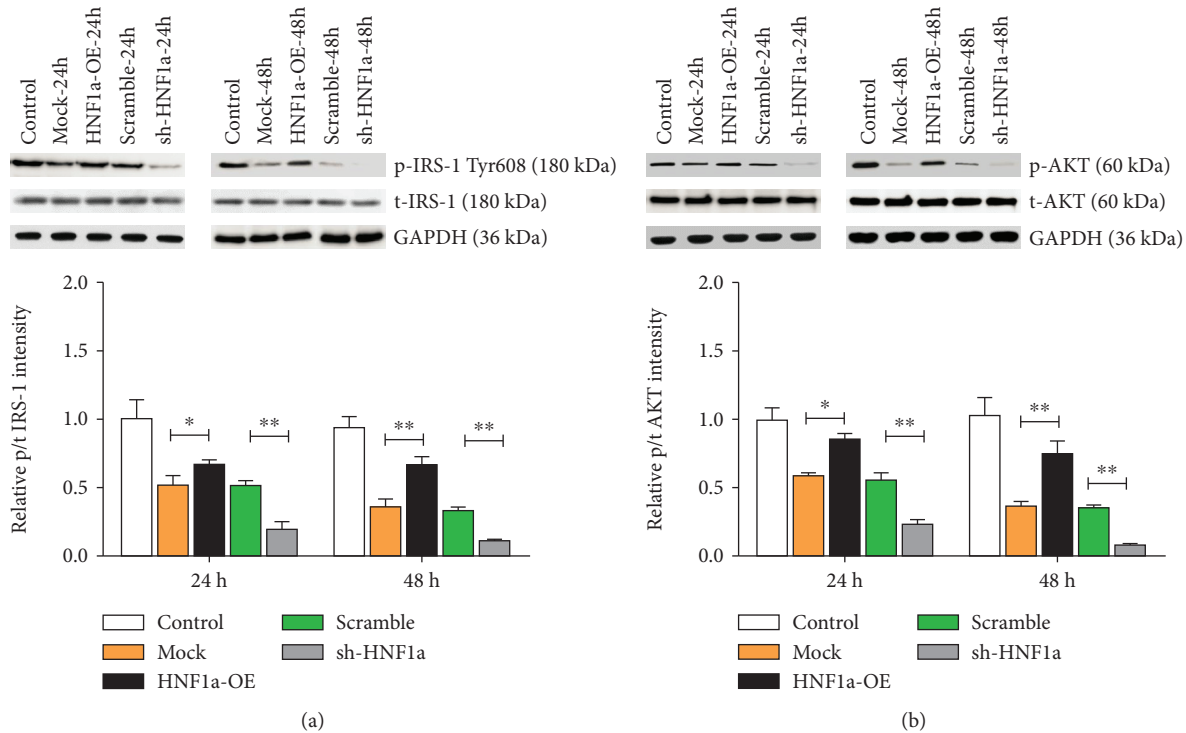 Control
Mock-24h
HNF1a-OE-24h
Scramble-24h
sh-HNF1a-24h
Control
Mock-48h
HNF1a-OE-48h
Scramble-48h
sh-HNF1a-48h
p-IRS-1 Tyr608 (180 kDa)
t-IRS-1 (180 kDa)
GAPDH (36 kDa)
2.0
1.5
1.0
0.5
0.0
Relative p/t IRS-1 intensity
* ** ** **
24 h 48 h
Control Scramble
Mock sh-HNF1a
HNF1a-OE
(a)
Control
Mock-24h
HNF1a-OE-24h
Scramble-24h
sh-HNF1a-24h
Control
Mock-48h
HNF1a-OE-48h
Scramble-48h
sh-HNF1a-48h
p-AKT (60 kDa)
t-AKT (60 kDa)
GAPDH (36 kDa)
2.0
1.5
1.0
0.5
0.0
Relative p/t AKT intensity
* ** ** **
24 h 48 h
Control Scramble
Mock sh-HNF1a
HNF1a-OE
(b)